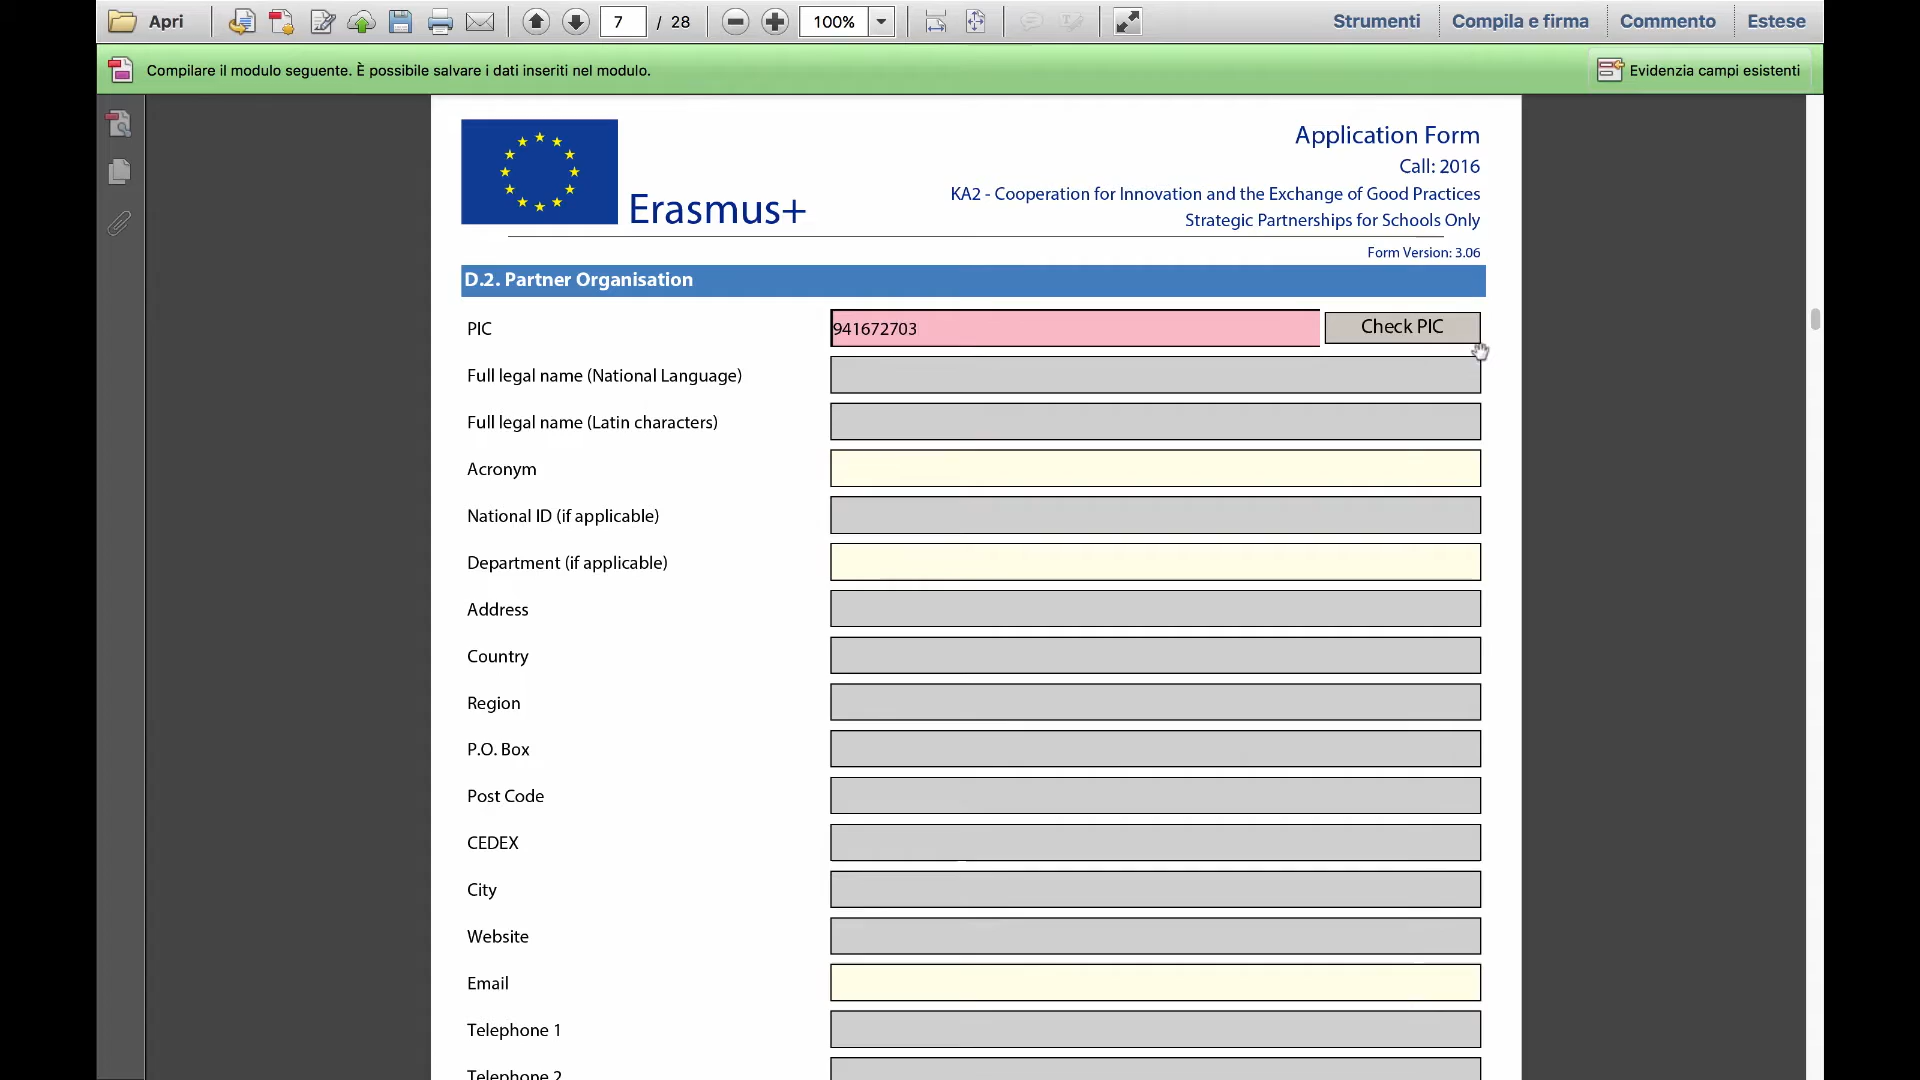 Apri
7 / 28
100%
Strumenti
Compila e firma
Commento
Estese
Compilare il modulo seguente. È possibile salvare i dati inseriti nel modulo.
Evidenzia campi esistenti
Erasmus+
Application Form
Call: 2016
KA2 - Cooperation for Innovation and the Exchange of Good Practices
Strategic Partnerships for Schools Only
Form Version: 3.06
D.2. Partner Organisation
PIC
941672703
Check PIC
Full legal name (National Language)
Full legal name (Latin characters)
Acronym
National ID (if applicable)
Department (if applicable)
Address
Country
Region
P.O. Box
Post Code
CEDEX
City
Website
Email
Telephone 1
Telephone 2